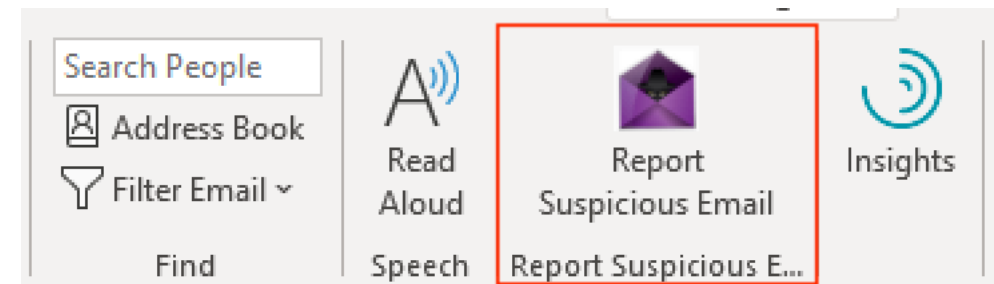 Search People
Address Book
Filter Email
Find
Read
Aloud
Speech
Report
Suspicious Email
Report Suspicious E...
Insights